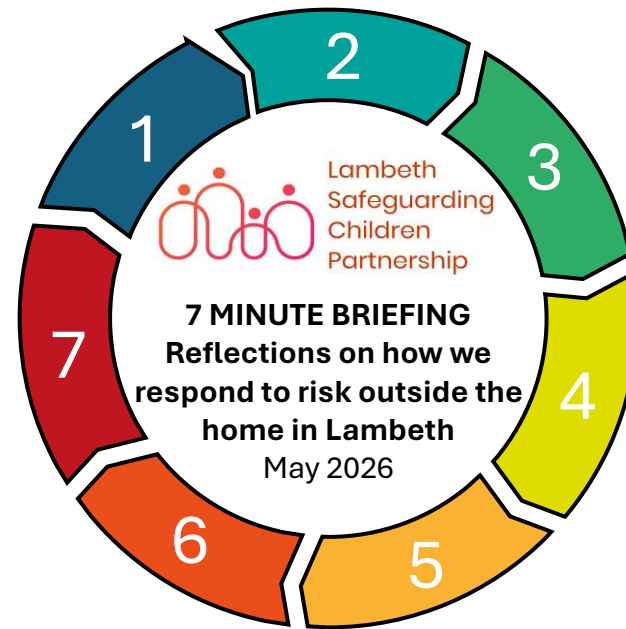 1
2
3
4
5
6
7
Lambeth
Safeguarding
Children
Partnership
7 MINUTE BRIEFING
Reflections on how we
respond to risk outside the
home in Lambeth
May 2026